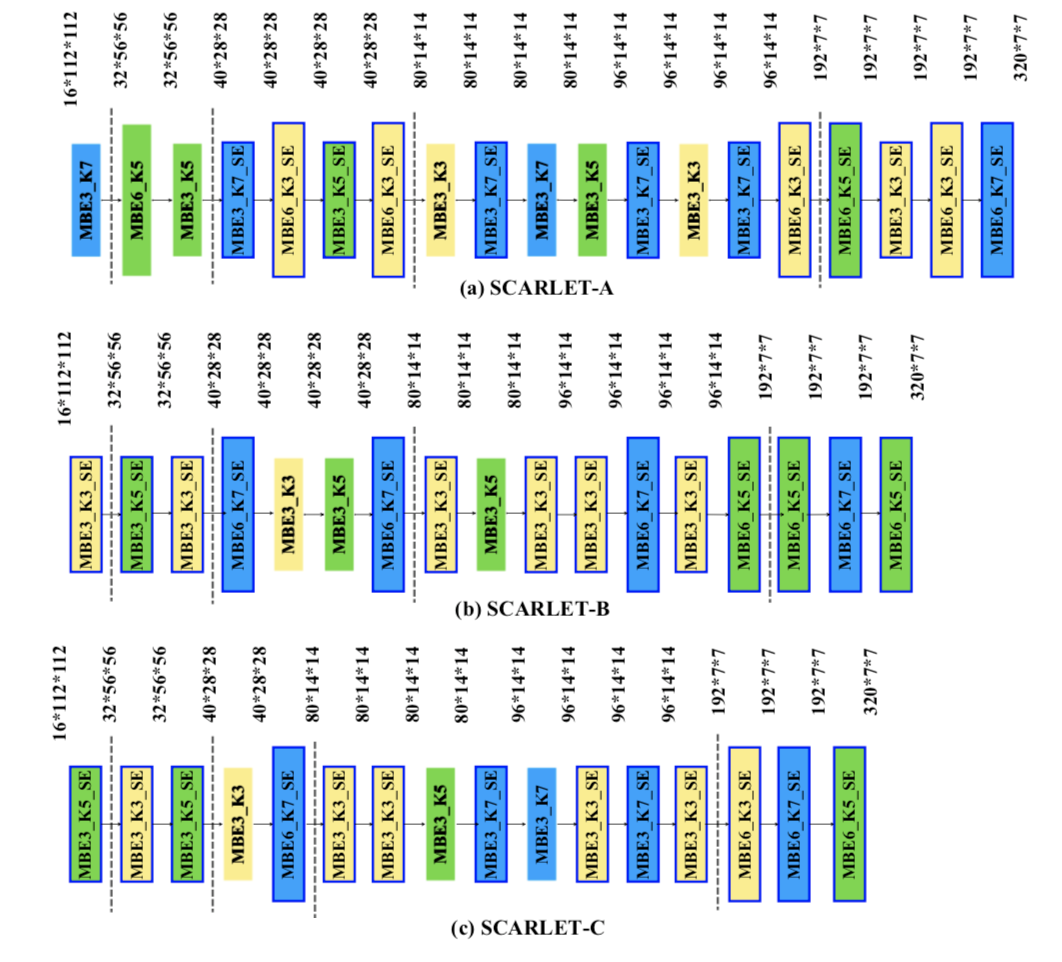 16*112*112
32*56*56
32*56*56
40*28*28
40*28*28
40*28*28
40*28*28
80*14*14
80*14*14
80*14*14
80*14*14
96*14*14
96*14*14
96*14*14
96*14*14
192*7*7
192*7*7
192*7*7
192*7*7
320*7*7
MBE3_K7
MBE6_K5
MBE3_K5
MBE3_K7_SE
MBE6_K3_SE
MBE3_K5_SE
MBE6_K3_SE
MBE3_K3
MBE3_K7_SE
MBE3_K7
MBE3_K5
MBE3_K7_SE
MBE3_K3
MBE3_K7_SE
MBE6_K3_SE
MBE6_K5_SE
MBE3_K3_SE
MBE6_K3_SE
MBE6_K7_SE
(a) SCARLET-A
16*112*112
32*56*56
32*56*56
40*28*28
40*28*28
40*28*28
40*28*28
80*14*14
80*14*14
80*14*14
96*14*14
96*14*14
96*14*14
96*14*14
192*7*7
192*7*7
192*7*7
320*7*7
MBE3_K3_SE
MBE3_K5_SE
MBE3_K3_SE
MBE6_K7_SE
MBE3_K3
MBE3_K5
MBE6_K7_SE
MBE3_K3_SE
MBE3_K5
MBE3_K3_SE
MBE3_K3_SE
MBE6_K7_SE
MBE3_K3_SE
MBE6_K5_SE
MBE6_K5_SE
MBE6_K7_SE
MBE6_K5_SE
(b) SCARLET-B
16*112*112
32*56*56
32*56*56
40*28*28
40*28*28
80*14*14
80*14*14
80*14*14
80*14*14
96*14*14
96*14*14
96*14*14
96*14*14
192*7*7
192*7*7
192*7*7
320*7*7
MBE3_K5_SE
MBE3_K3_SE
MBE3_K5_SE
MBE3_K3
MBE6_K7_SE
MBE3_K3_SE
MBE3_K3_SE
MBE3_K5
MBE3_K7_SE
MBE3_K7
MBE3_K3_SE
MBE3_K7_SE
MBE3_K3_SE
MBE6_K3_SE
MBE6_K7_SE
MBE6_K5_SE
(c) SCARLET-C